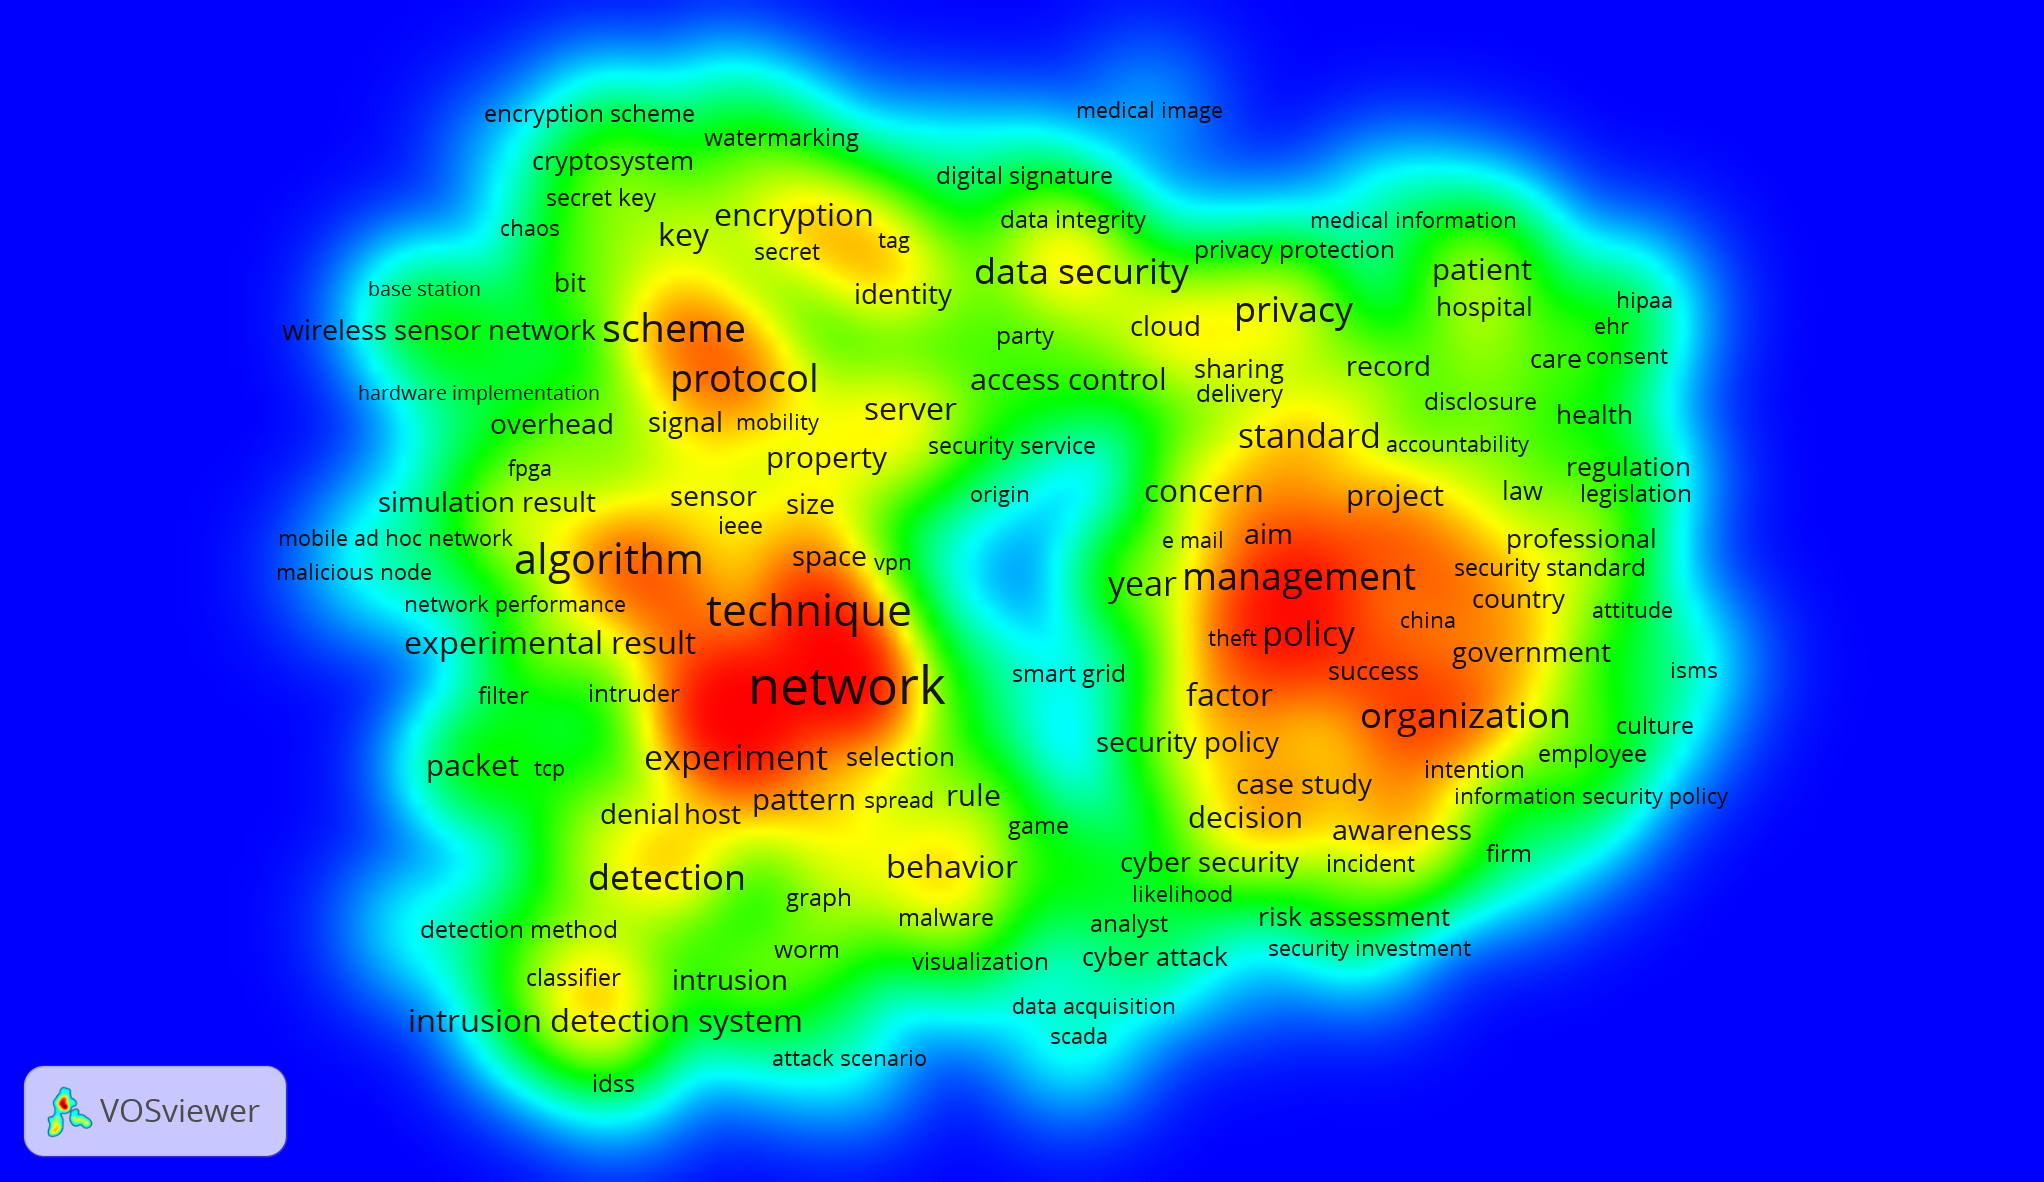 medical image
encryption scheme
watermarking
cryptosystem
digital signature
secret key
encryption
data integrity
medical information
chaos
key
tag
secret
privacy protection
data security
patient
bit
base station
identity
hipaa
hospital
privacy
wireless sensor network
scheme
party
cloud
ehr
protocol
access control
sharing
record
care
consent
hardware implementation
delivery
disclosure
overhead
signal
mobility
server
health
security service
standard
accountability
property
fpga
regulation
simulation result
sensor
size
origin
concern
project
law
legislation
ieee
mobile ad hoc network
e mail
aim
professional
algorithm
space
vpn
malicious node
year
management
security standard
network performance
technique
country
attitude
china
experimental result
theft
policy
government
smart grid
success
isms
filter
intruder
network
factor
organization
culture
security policy
experiment
selection
employee
packet
tcp
intention
case study
pattern
spread
rule
information security policy
denial
host
game
decision
awareness
detection
behavior
cyber security
incident
firm
graph
likelihood
malware
analyst
risk assessment
detection method
worm
visualization
cyber attack
security investment
classifier
intrusion
intrusion detection system
data acquisition
scada
attack scenario
idss
VOSviewer